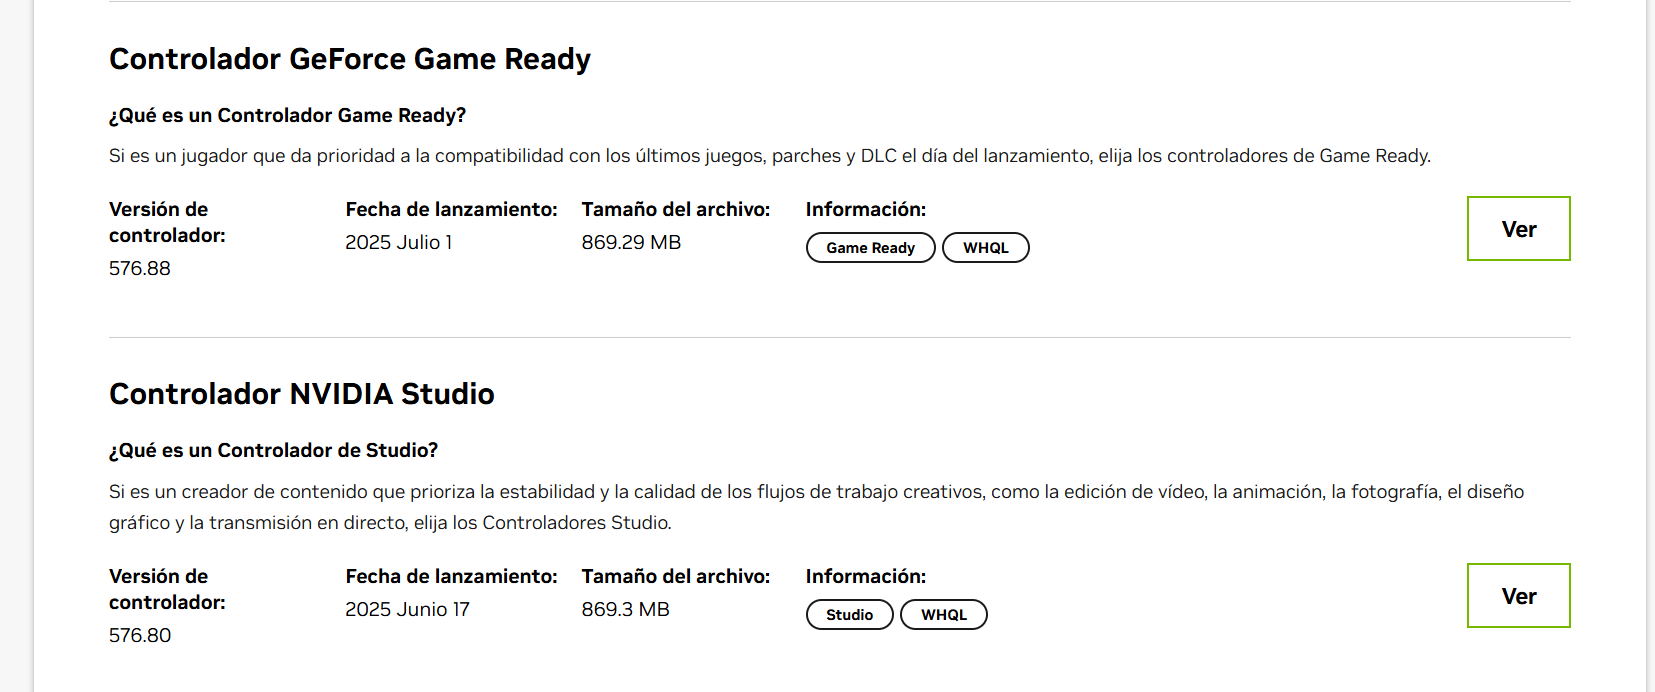 Controlador GeForce Game Ready
¿Qué es un Controlador Game Ready?
Si es un jugador que da prioridad a la compatibilidad con los últimos juegos, parches y DLC el día del lanzamiento, elija los controladores de Game Ready.
Versión de
controlador:
576.88
Fecha de lanzamiento:
2025 Julio 1
Tamaño del archivo:
869.29 MB
Información:
Game Ready
WHQL
Ver
Controlador NVIDIA Studio
¿Qué es un Controlador de Studio?
Si es un creador de contenido que prioriza la estabilidad y la calidad de los flujos de trabajo creativos, como la edición de vídeo, la animación, la fotografía, el diseño
gráfico y la transmisión en directo, elija los Controladores Studio.
Versión de
controlador:
576.80
Fecha de lanzamiento:
2025 Junio 17
Tamaño del archivo:
869.3 MB
Información:
Studio
WHQL
Ver